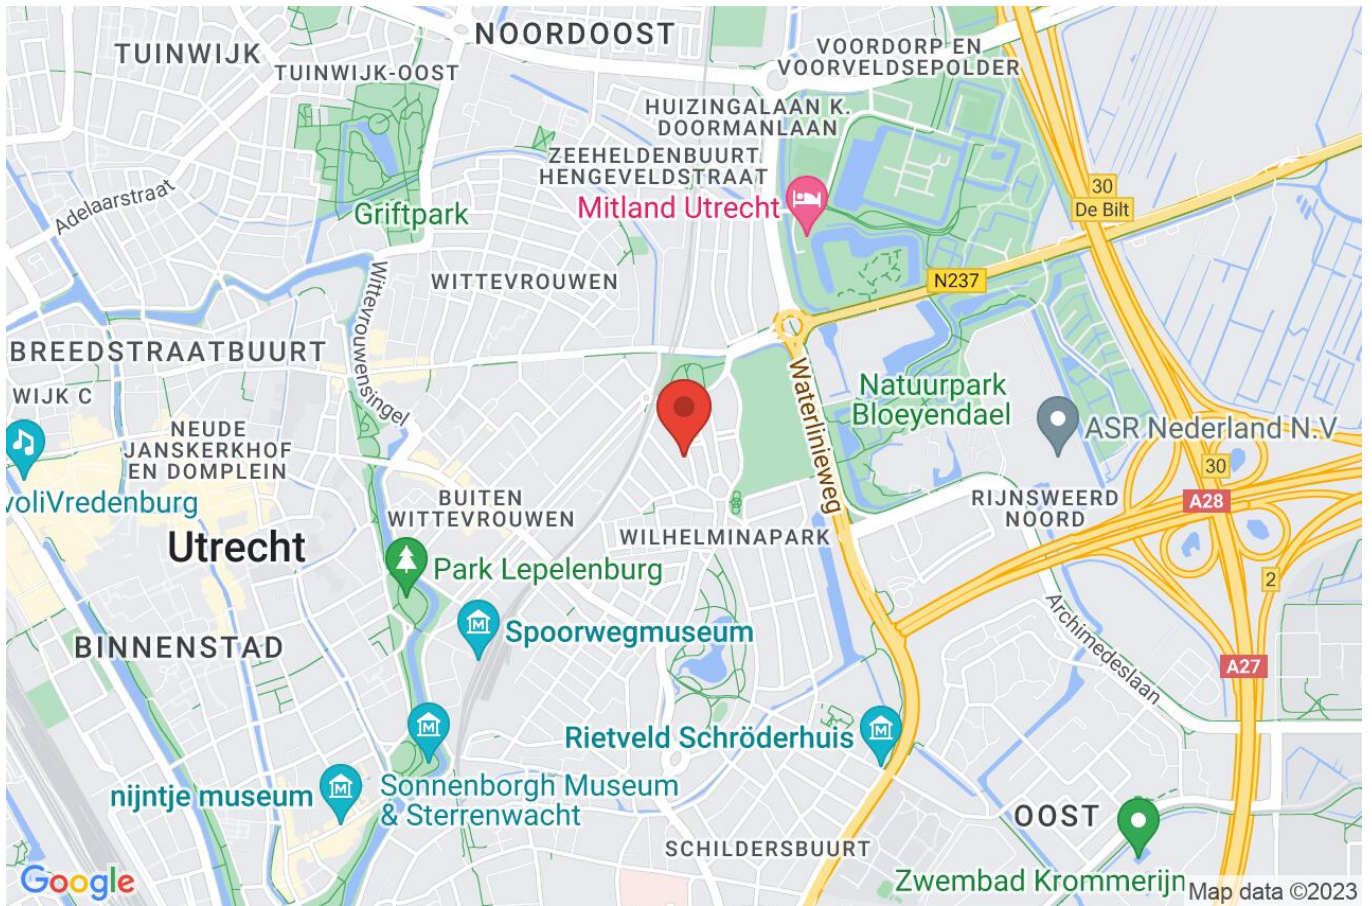 NOORDOOST
TUINWIJK
TUINWIJK-OOST
VOORDORP EN
VOORVELDSEPOLDER
HUIZINGALAAN K.
DOORMANLAAN
ZEEHELDENBUURT.
HENGEVELDSTRAAT
Adelaarstraat
Griftpark
Mitland Utrecht
30
De Bilt
N237
WITTEVROUWEN
Wittevrouwensingel
BREEDSTRAATBUURT
WIJK C
Waterlinieweg
Natuurpark
Bloeyendael
ASR Nederland N.V
NEUDE
JANSKERKHOF
EN DOMPLEIN
30
A28
voliVredenburg
BUITEN
WITTEVROUWEN
RIJNSWEERD
NOORD
WILHELMINAPARK
Utrecht
Park Lepelenburg
2
Archimedeslaan
BINNENSTAD
Spoorwegmuseum
A27
Rietveld Schröderhuis
nijntje museum
Sonnenborgh Museum
& Sterrenwacht
OOST
SCHILDERSBUURT
Zwembad Krommerijn
Google
Map data ©2023